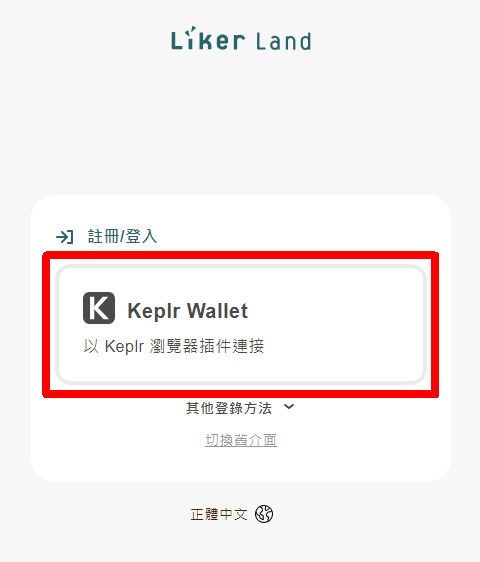 Liker Land
註冊/登入
Keplr Wallet
以 Keplr 瀏覽器插件連接
其他登錄方法
切換舊介面
正體中文